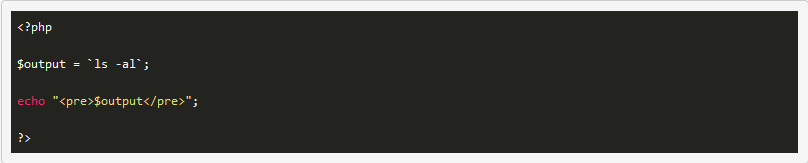 <?php
$output = `ls -al`;
echo "<pre>$output</pre>";
?>